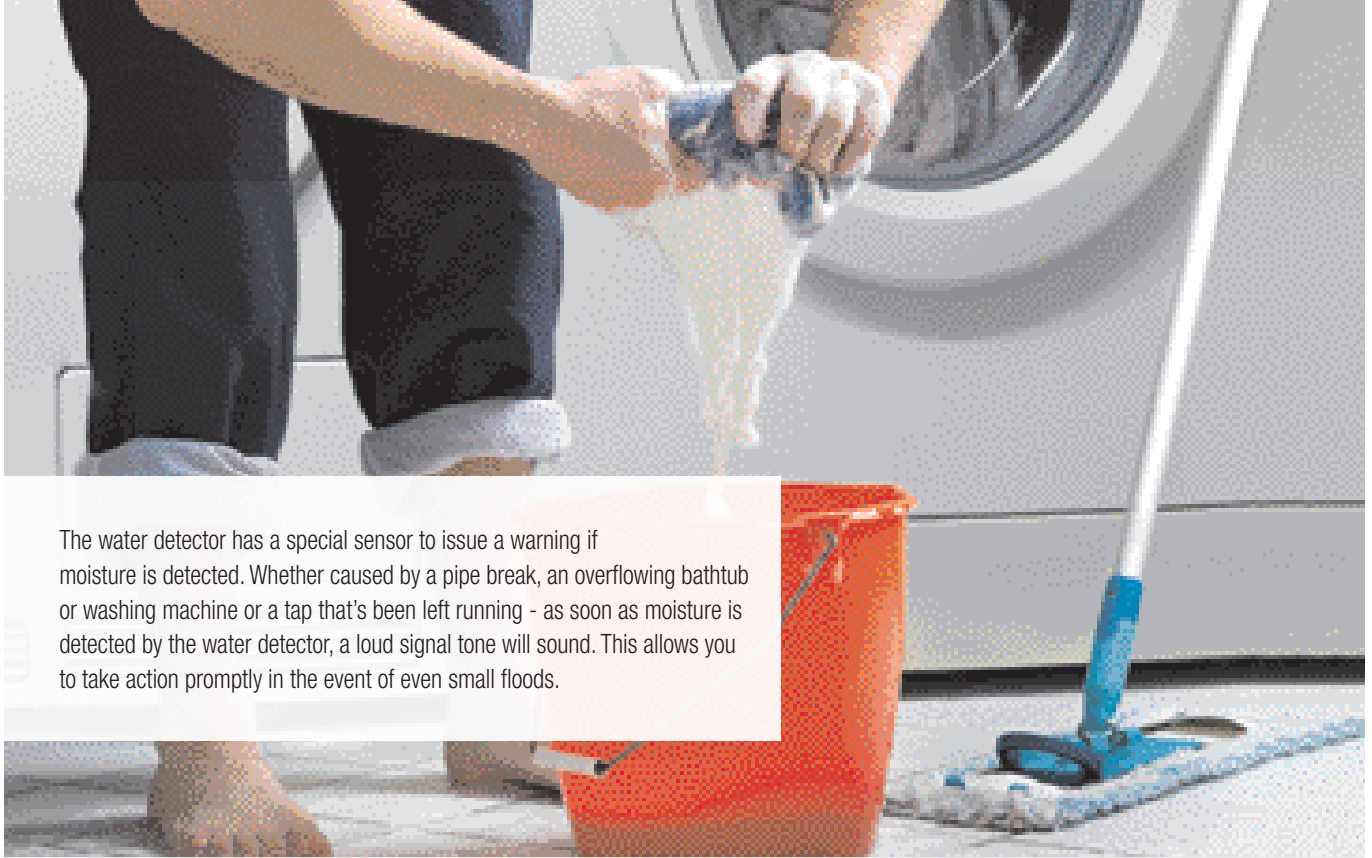 The water detector has a special sensor to issue a warning if
moisture is detected. Whether caused by a pipe break, an overflowing bathtub
or washing machine or a tap that's been left running - as soon as moisture is
detected by the water detector, a loud signal tone will sound. This allows you
to take action promptly in the event of even small floods.